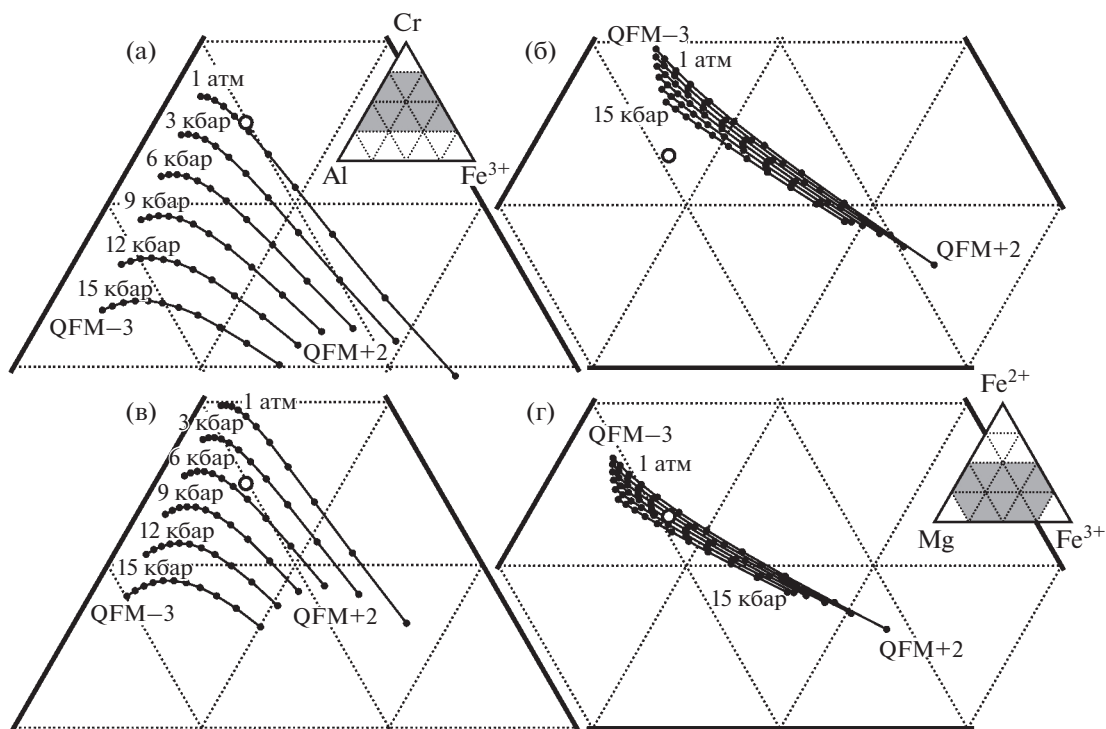 (а)
Cr
1 атм
3 кбар
6 кбар
9 кбар
12 кбар
15 кбар
QFM−3
QFM+2
Al
Fe³⁺
(б)
QFM−3
1 атм
15 кбар
QFM+2
(в)
1 атм
3 кбар
6 кбар
9 кбар
12 кбар
15 кбар
QFM−3
QFM+2
(г)
QFM−3
1 атм
15 кбар
QFM+2
Fe²⁺
Mg
Fe³⁺